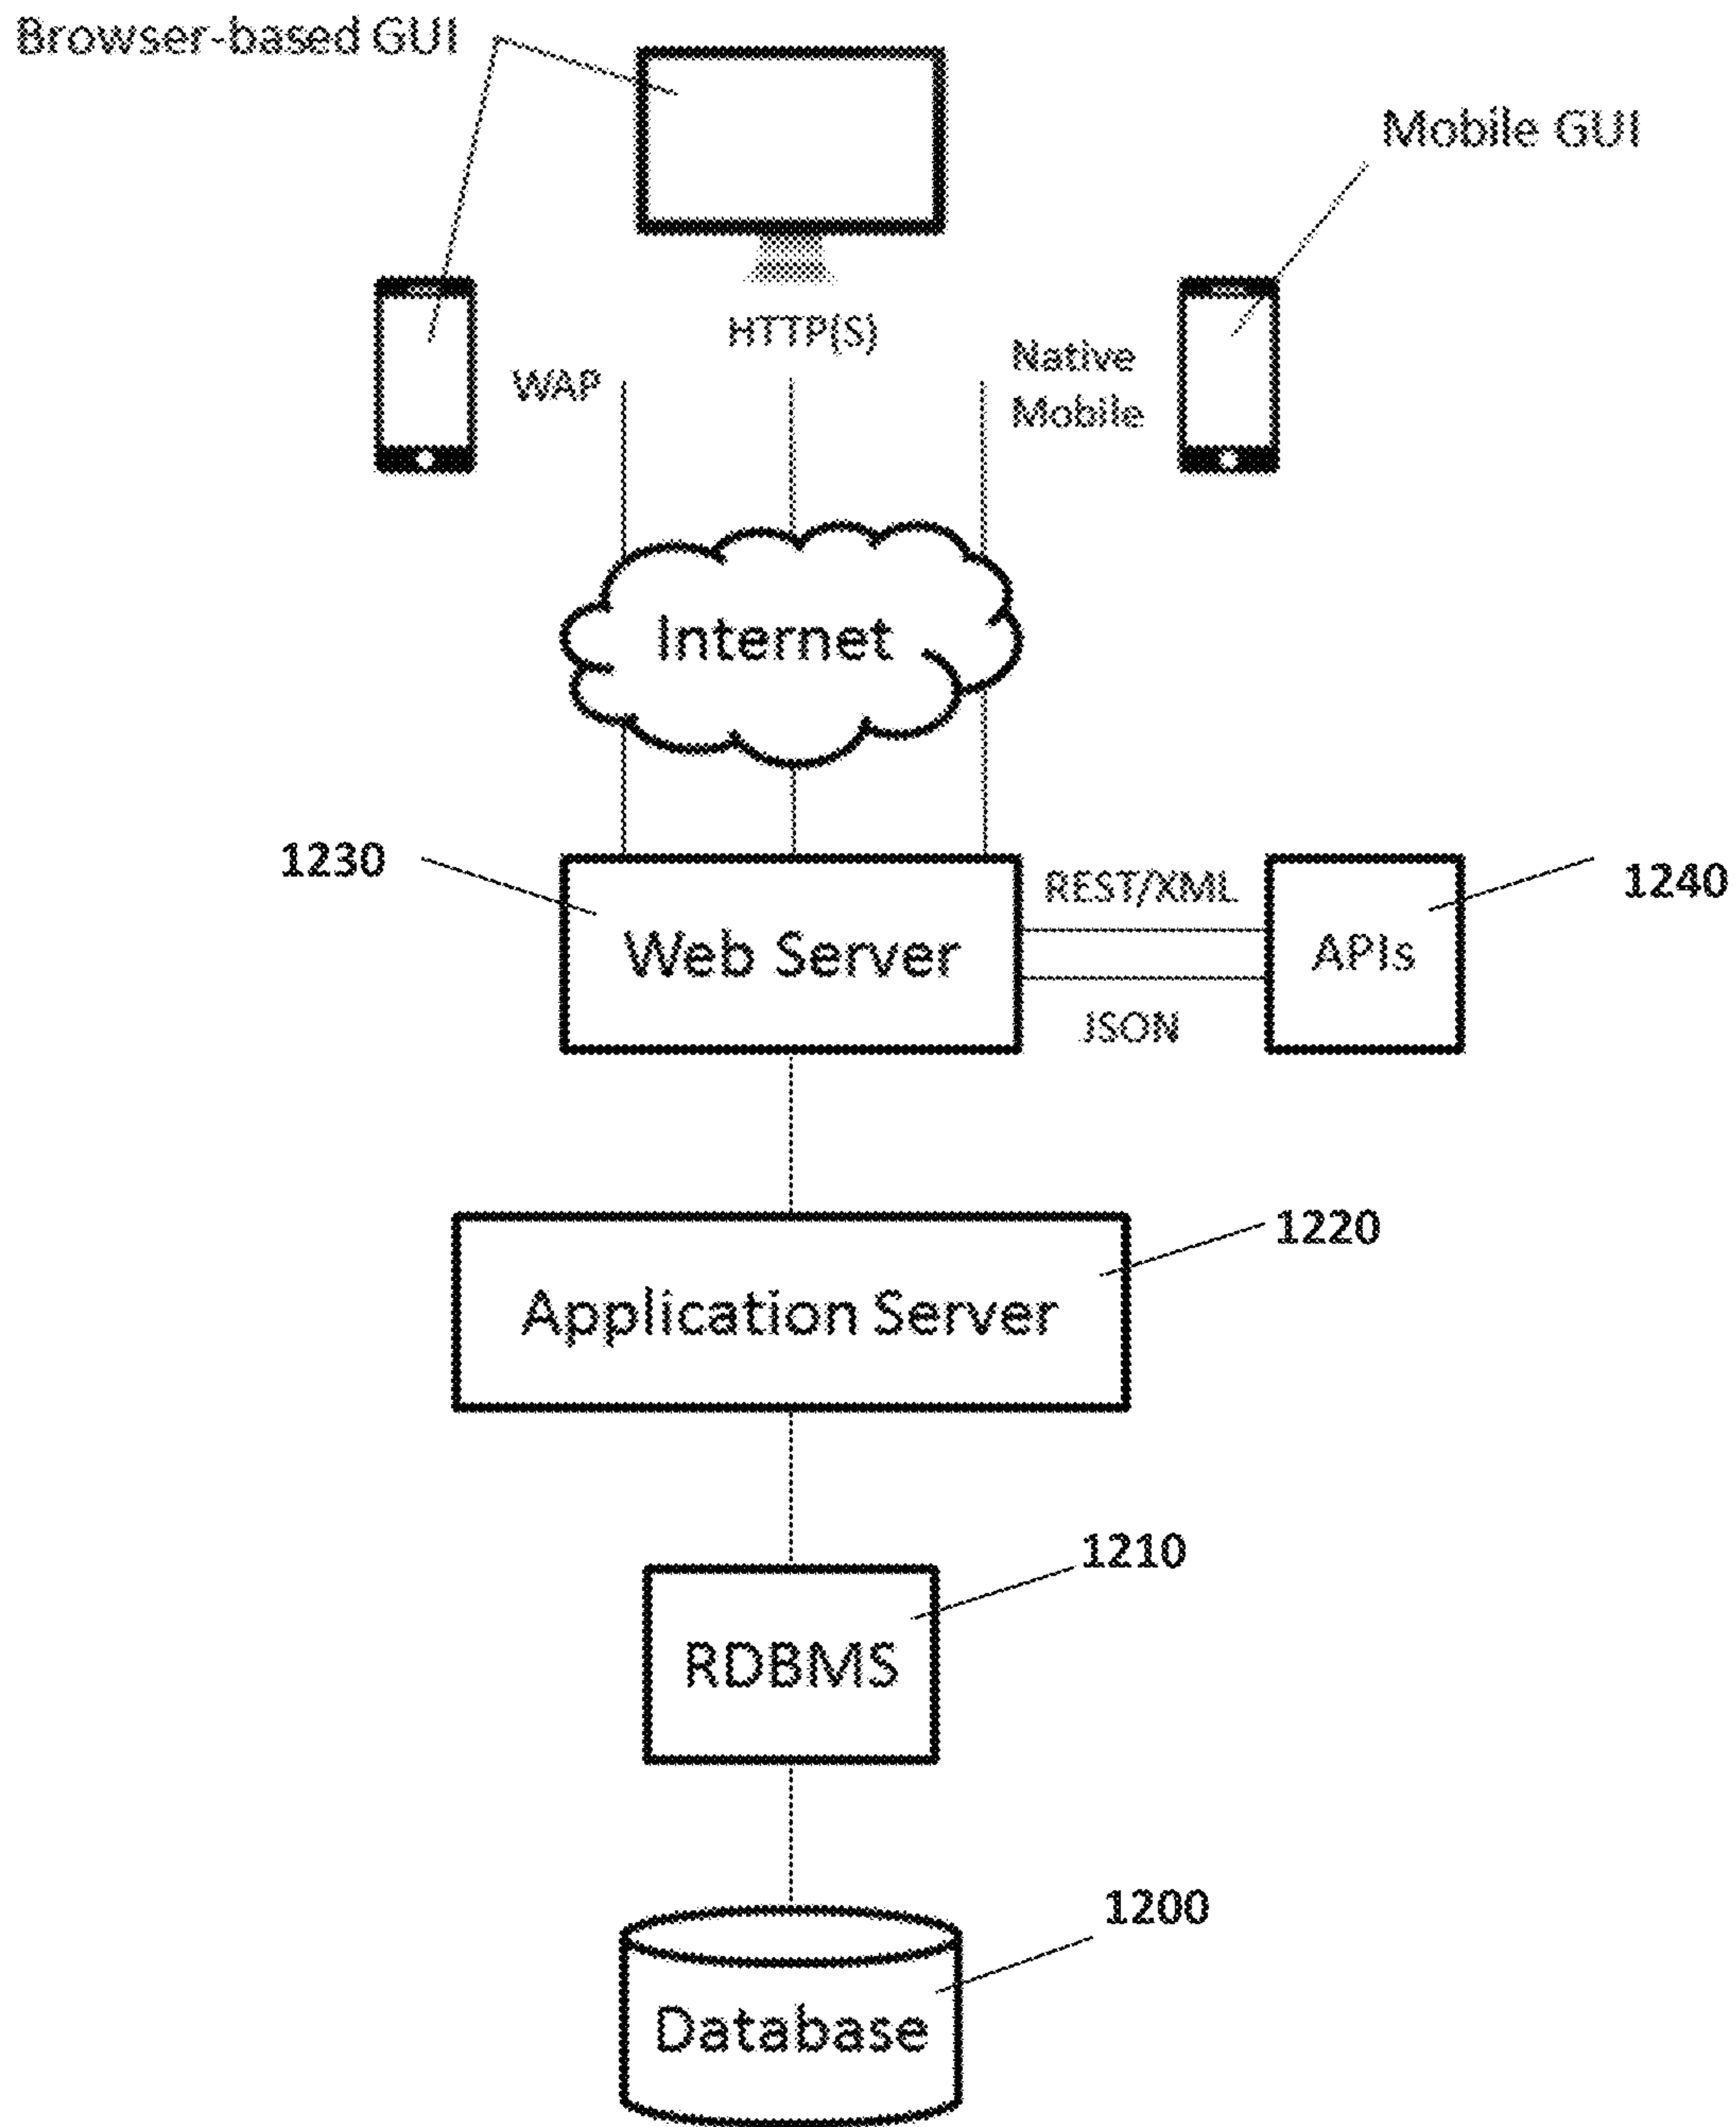 Browser-based GUI
Mobile GUI
HTTP(S)
WAP
Native
Mobile
Internet
1230
REST/XML
1240
Web Server
APIs
JSON
1220
Application Server
1210
RDBMS
1200
Database